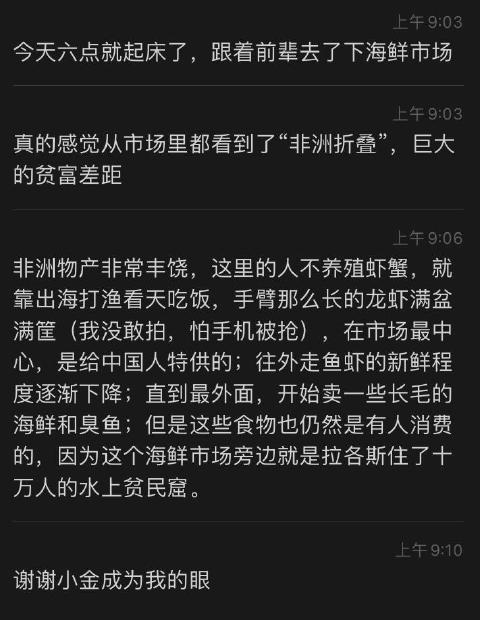 上午9:03
今天六点就起床了，跟着前辈去了下海鲜市场
上午9:03
真的感觉从市场里都看到了“非洲折叠”，巨大
的贫富差距
上午9:06
非洲物产非常丰饶，这里的人不养殖虾蟹，就
靠出海打渔看天吃饭，手臂那么长的龙虾满盆
满筐（我没敢拍，怕手机被抢），在市场最中
心，是给中国人特供的；往外走鱼虾的新鲜程
度逐渐下降；直到最外面，开始卖一些长毛的
海鲜和臭鱼；但是这些食物也仍然是有人消费
的，因为这个海鲜市场旁边就是拉各斯住了十
万人的水上贫民窟。
上午9:10
谢谢小金成为我的眼